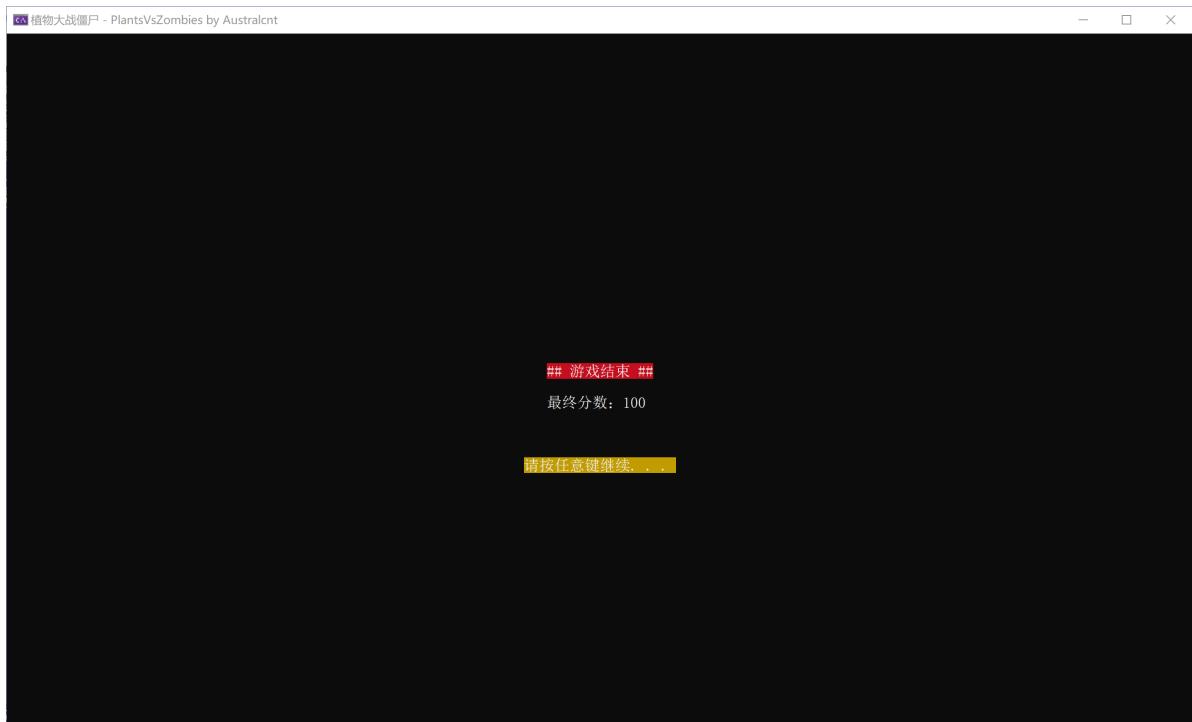 植物大战僵尸 - PlantsVsZombies by Australcnt
## 游戏结束 ##
最终分数：100
请按任意键继续. . .